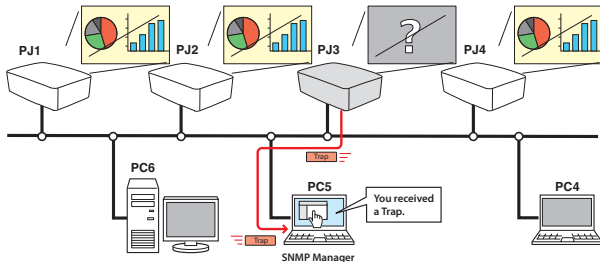 PJ1
PJ2
PJ3
PJ4
?
Trap
PC6
PC5
PC4
You received
a Trap.
Trap
SNMP Manager